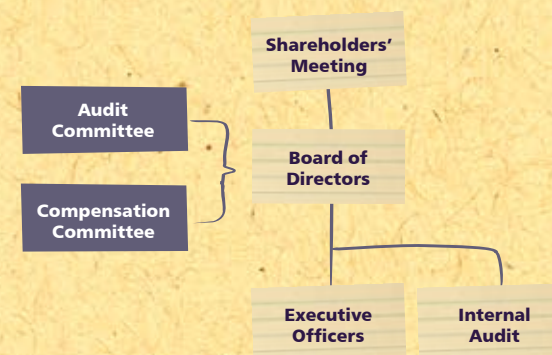 Shareholders’
Meeting
Audit
Committee
Board of
Directors
Compensation
Committee
Executive
Officers
Internal
Audit